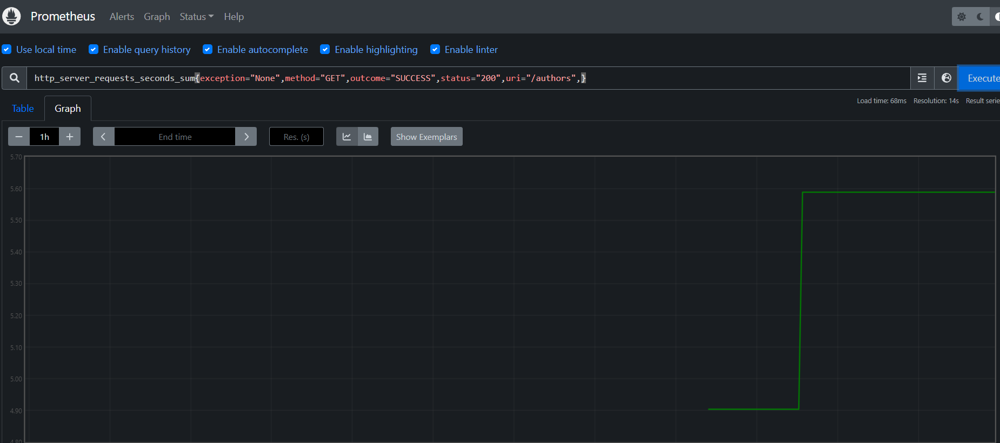 Prometheus Alerts Graph Status Help
Use local time Enable query history Enable autocomplete Enable highlighting Enable linter
http_server_requests_seconds_sum{exception="None",method="GET",outcome="SUCCESS",status="200",uri="/authors",}
Execute
Table Graph
Load time: 68ms Resolution: 14s Result serie
1h End time Res. (s) Show Exemplars
5.70
5.60
5.50
5.40
5.30
5.20
5.10
5.00
4.90
4.80